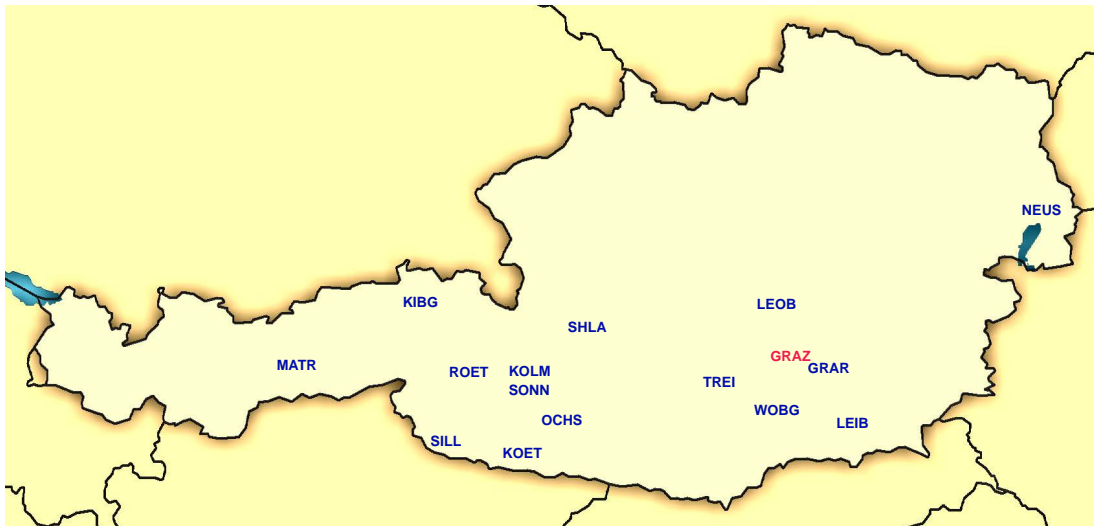 NEUS
KIBG
LEOB
SHLA
GRAZ
MATR
ROET
KOLM
GRAR
SONN
TREI
WOBG
OCHS
LEIB
SILL
KOET